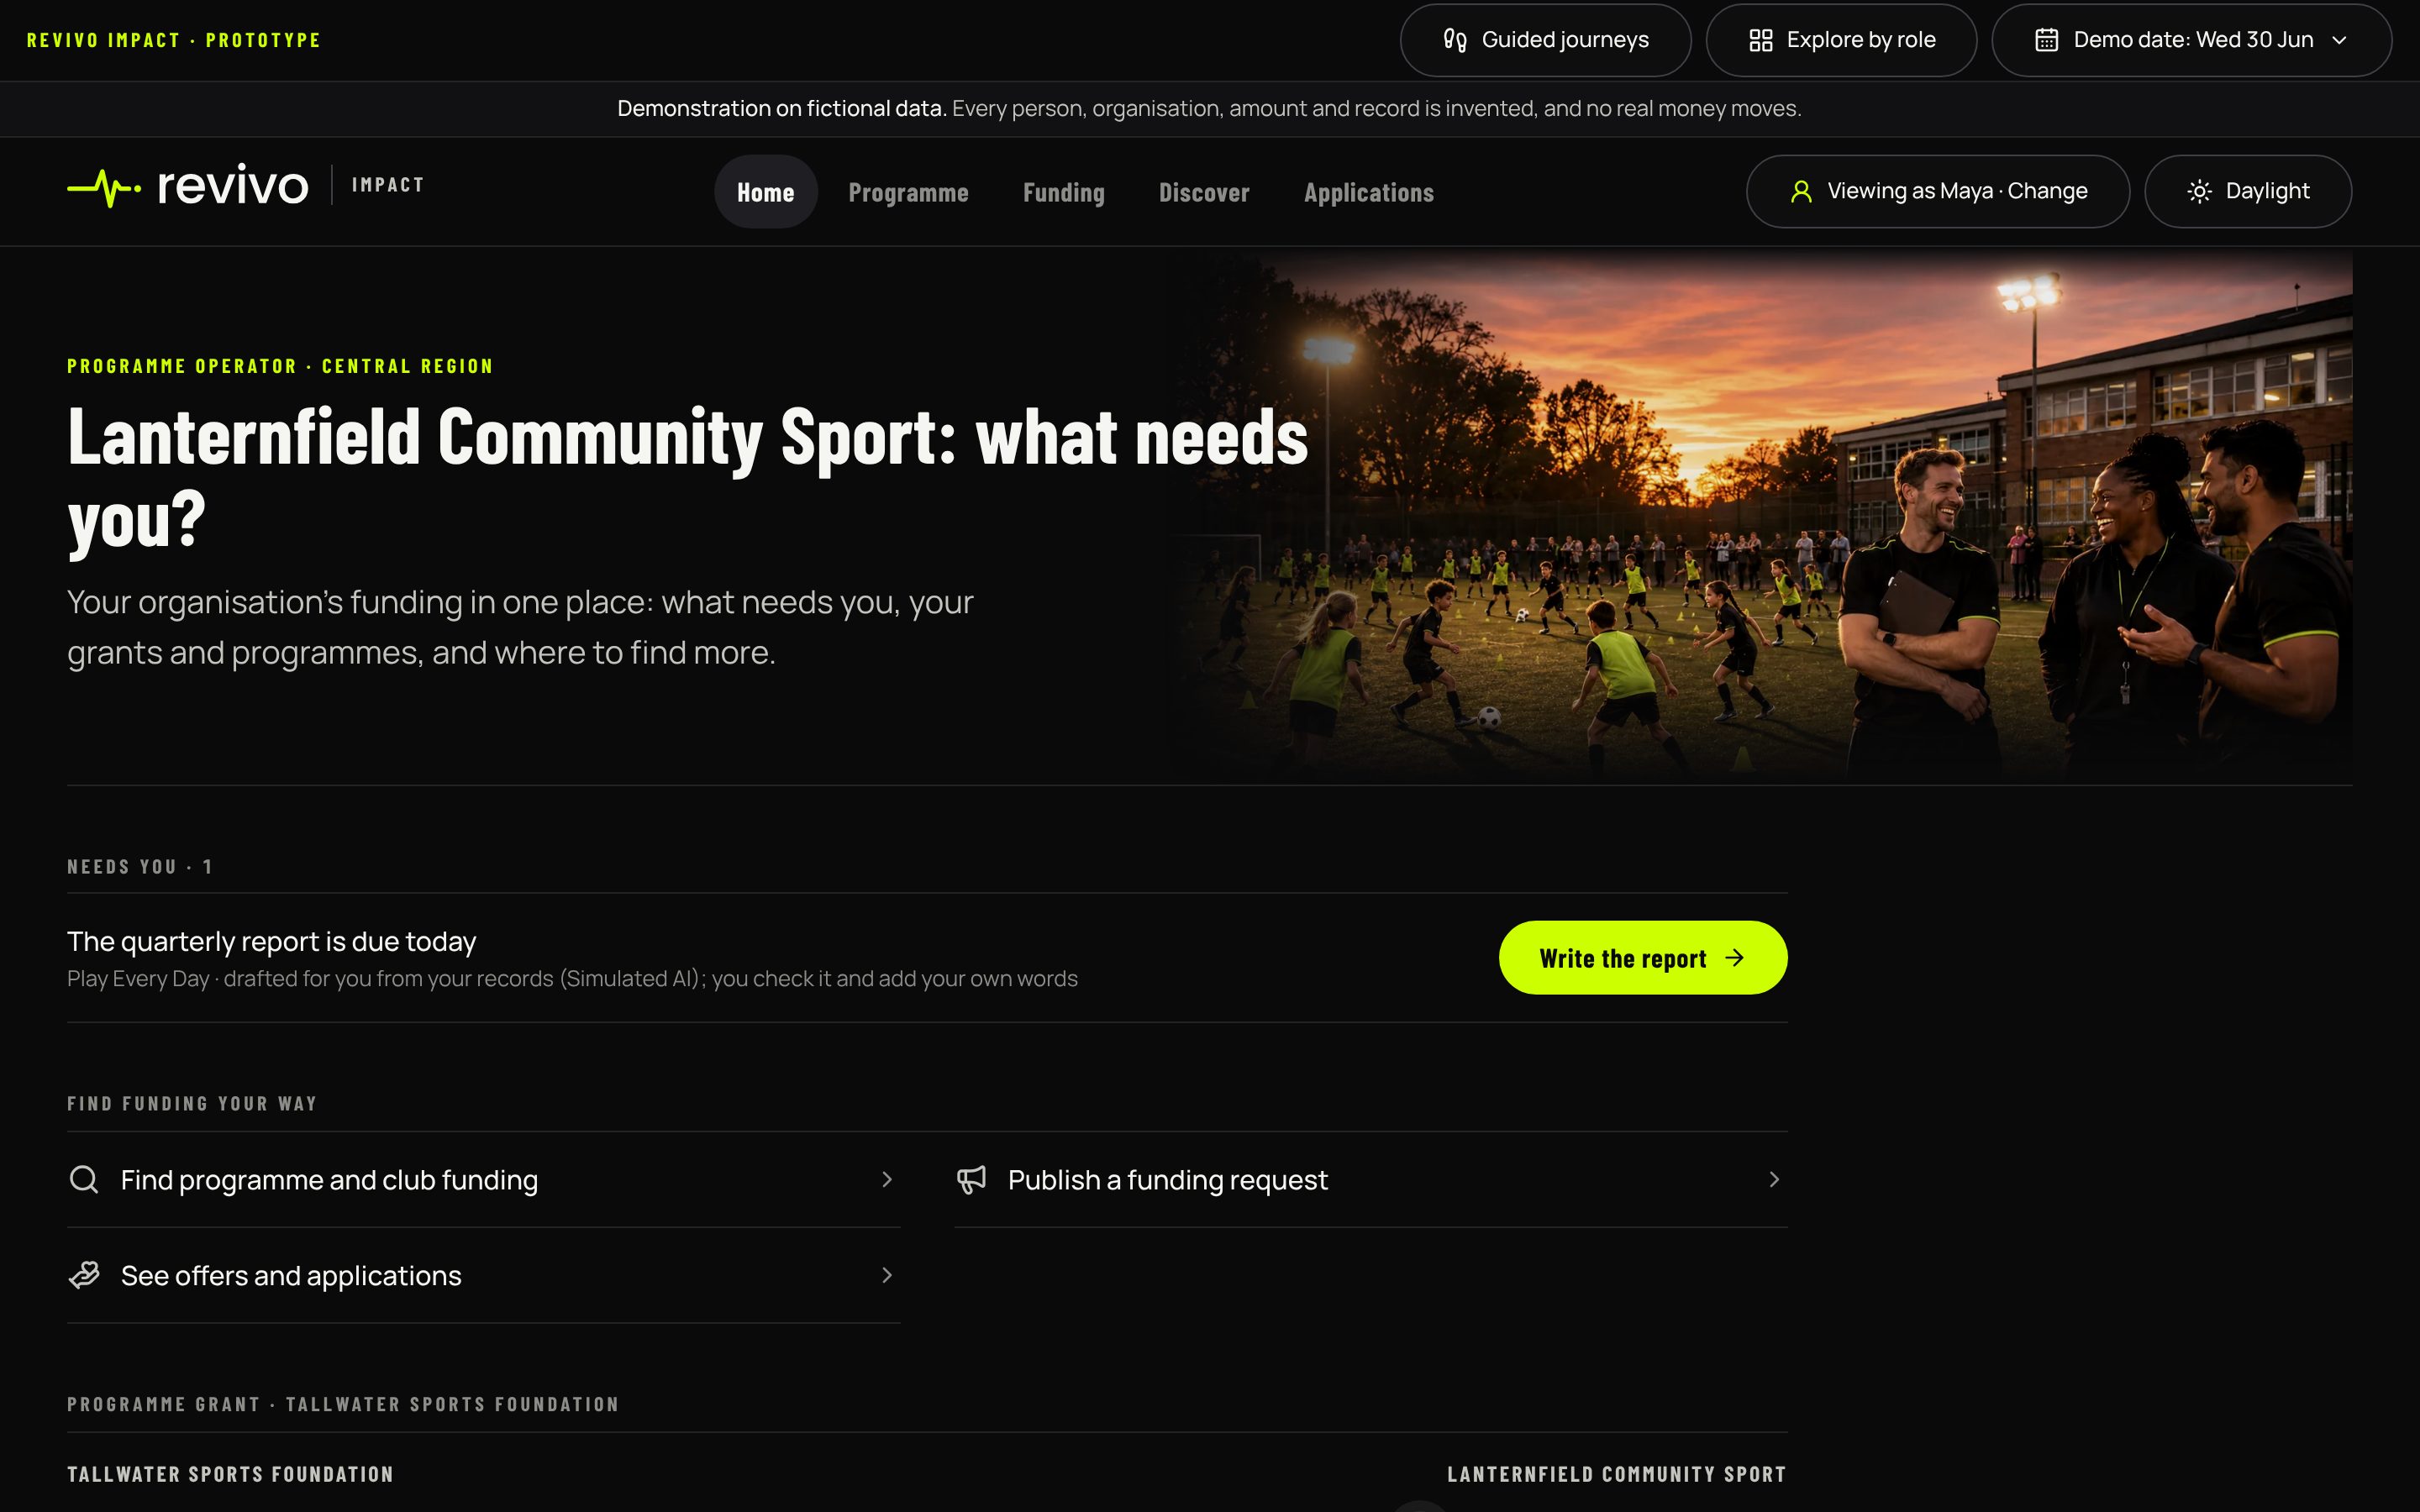 REVIVO IMPACT · PROTOTYPE
Guided journeys
Explore by role
Demo date: Wed 30 Jun
Demonstration on fictional data. Every person, organisation, amount and record is invented, and no real money moves.
revivo
IMPACT
Home
Programme
Funding
Discover
Applications
Viewing as Maya · Change
Daylight
PROGRAMME OPERATOR · CENTRAL REGION
Lanternfield Community Sport: what needs
you?
Your organisation’s funding in one place: what needs you, your
grants and programmes, and where to find more.
NEEDS YOU · 1
The quarterly report is due today
Play Every Day · drafted for you from your records (Simulated AI); you check it and add your own words
Write the report
FIND FUNDING YOUR WAY
Find programme and club funding
Publish a funding request
See offers and applications
PROGRAMME GRANT · TALLWATER SPORTS FOUNDATION
TALLWATER SPORTS FOUNDATION
LANTERNFIELD COMMUNITY SPORT